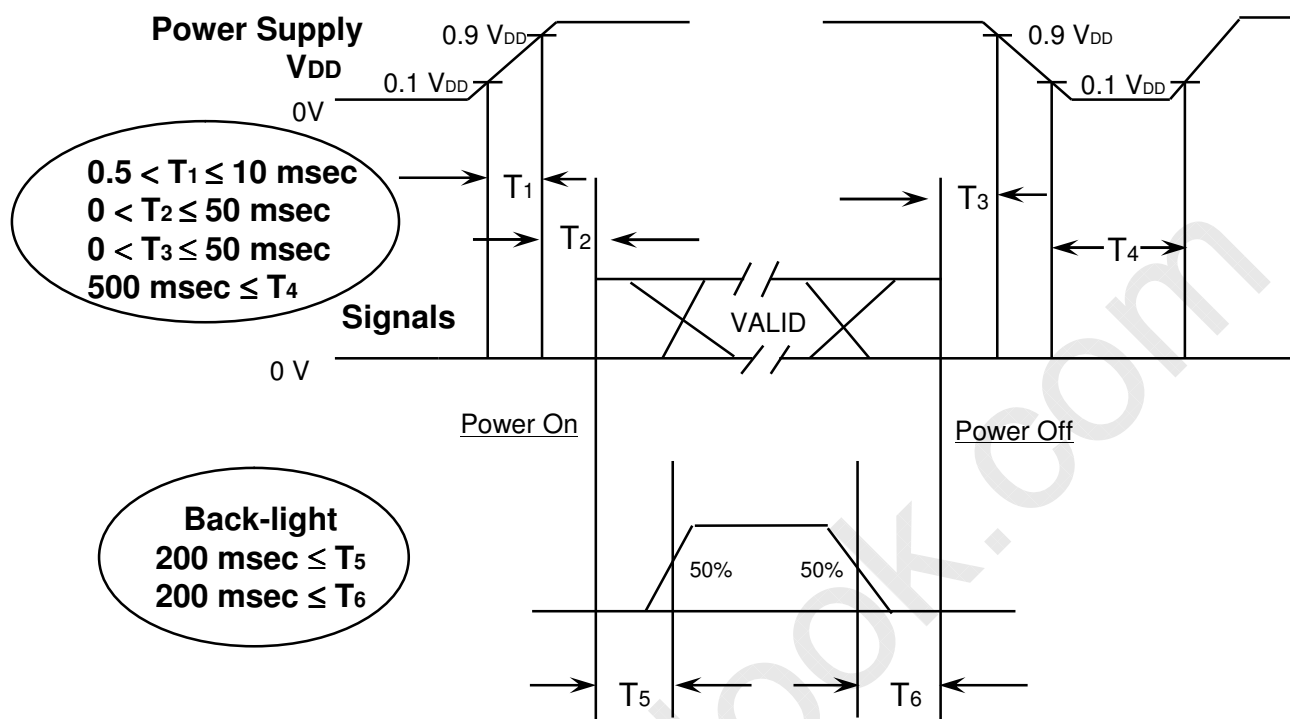 Power Supply
VDD
0.9 VDD
0.1 VDD
0V
0.9 VDD
0.1 VDD
0.5 < T1 ≤ 10 msec
0 < T2 ≤ 50 msec
0 < T3 ≤ 50 msec
500 msec ≤ T4
T1
T2
T3
T4
Signals
VALID
0 V
Power On
Power Off
Back-light
200 msec ≤ T5
200 msec ≤ T6
50%
50%
T5
T6
ook.com